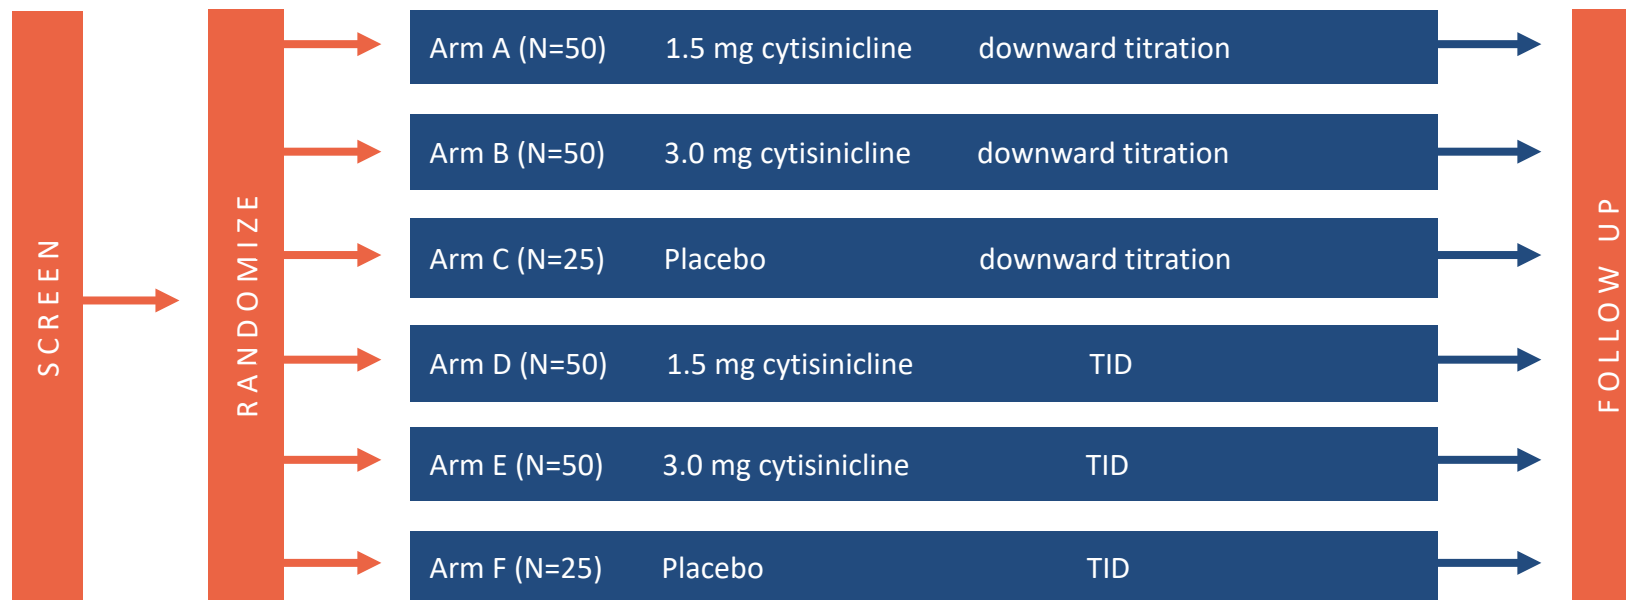 SCREEN
RANDOMIZE
Arm A (N=50) 1.5 mg cytisinicline downward titration
Arm B (N=50) 3.0 mg cytisinicline downward titration
Arm C (N=25) Placebo downward titration
Arm D (N=50) 1.5 mg cytisinicline TID
Arm E (N=50) 3.0 mg cytisinicline TID
Arm F (N=25) Placebo TID
FOLLOW UP